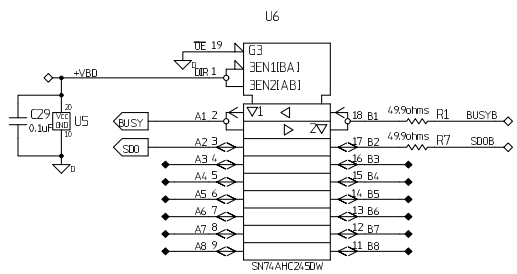 U6
O̅E̅ 19
G3
DIR 1
3EN1[BA]
3EN2[AB]
+VBD
C29
0.1uF
20
VCC
GND
10
U5
D
D
BUSY
A1 2
▽1
18 B1
49.9ohms
R1
BUSYB
2▽
SDO
A2 3
17 B2
49.9ohms
R7
SDOB
A3 4
16 B3
A4 5
15 B4
A5 6
14 B5
A6 7
13 B6
A7 8
12 B7
A8 9
11 B8
SN74AHC245DW